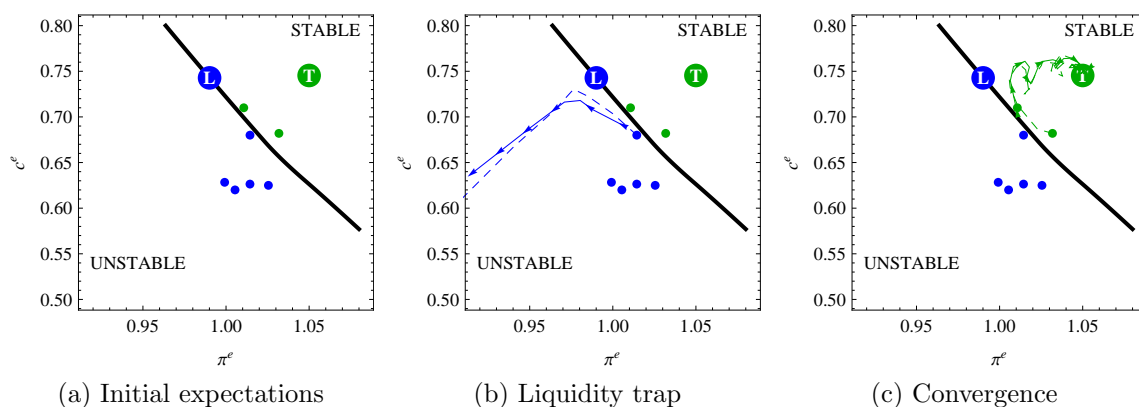 0.80
0.75
0.70
0.65
0.60
0.55
0.50
c^e
STABLE
L
T
UNSTABLE
0.95 1.00 1.05
π^e
(a) Initial expectations
0.80
0.75
0.70
0.65
0.60
0.55
0.50
c^e
STABLE
L
T
UNSTABLE
0.95 1.00 1.05
π^e
(b) Liquidity trap
0.80
0.75
0.70
0.65
0.60
0.55
0.50
c^e
STABLE
L
T
UNSTABLE
0.95 1.00 1.05
π^e
(c) Convergence